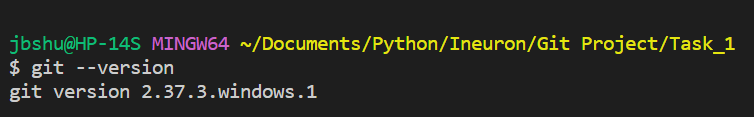 jbshu@HP-14S MINGW64 ~/Documents/Python/Ineuron/Git Project/Task_1
$ git --version
git version 2.37.3.windows.1